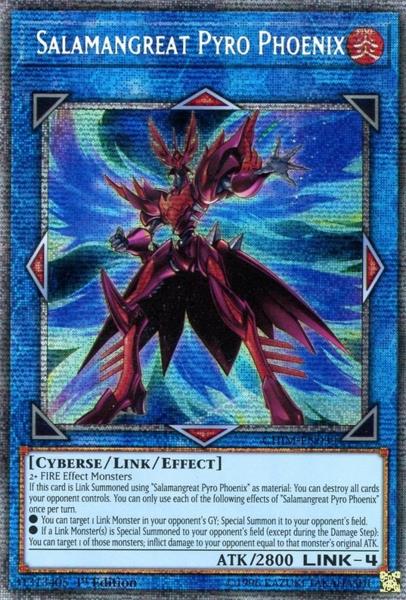 SALAMANGREAT PYRO PHOENIX
FIRE
炎
[CYBERSE/LINK/EFFECT]
2+ FIRE Effect Monsters
If this card is Link Summoned using "Salamangreat Pyro Phoenix" as material: You can destroy all
cards your opponent controls. You can only use each of the following effects of "Salamangreat Pyro Phoenix"
once per turn.
● You can target 1 Link Monster in your opponent's GY; Special Summon it to your opponent's field.
● If a Link Monster(s) is Special Summoned to your opponent's field (except during the Damage Step):
You can target 1 of those monsters; inflict damage to your opponent equal to that monster's original ATK.
ATK/2800 LINK-4
1st Edition
©1996 KAZUKI TAKAHASHI